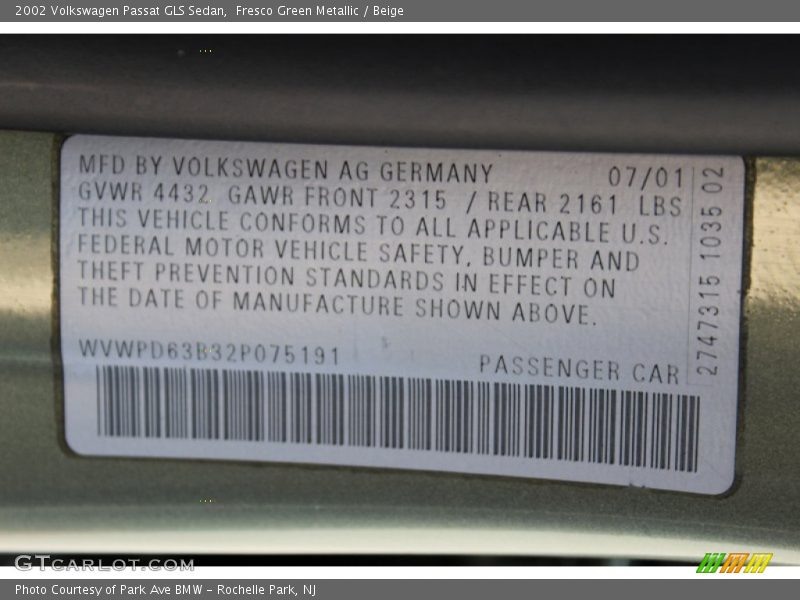 2002 Volkswagen Passat GLS Sedan, Fresco Green Metallic / Beige
MFD BY VOLKSWAGEN AG GERMANY 07/01
GVWR 4432 GAWR FRONT 2315 / REAR 2161 LBS
THIS VEHICLE CONFORMS TO ALL APPLICABLE U.S.
FEDERAL MOTOR VEHICLE SAFETY, BUMPER AND
THEFT PREVENTION STANDARDS IN EFFECT ON
THE DATE OF MANUFACTURE SHOWN ABOVE.
WVWPD63B32P075191 PASSENGER CAR
2747315 1035 02
GTCARLOT.COM
Photo Courtesy of Park Ave BMW - Rochelle Park, NJ